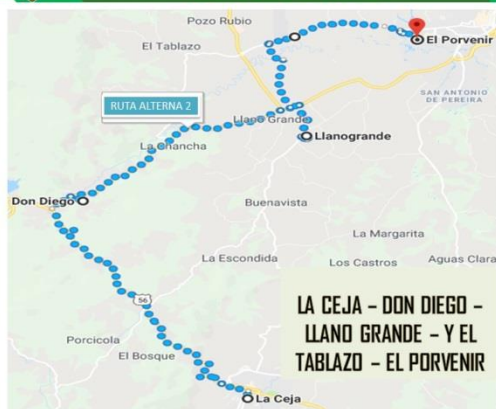 Pozo Rubio
El Tablazo
El Porvenir
SAN ANTONIO
DE PEREIRA
RUTA ALTERNA 2
Llano Grande
Llanogrande
La Chancha
Don Diego
Buenavista
La Margarita
La Escondida
Los Castros
Aguas Clara
56
Porcicola
El Bosque
La Ceja
LA CEJA – DON DIEGO –
LLANO GRANDE – Y EL
TABLAZO – EL PORVENIR